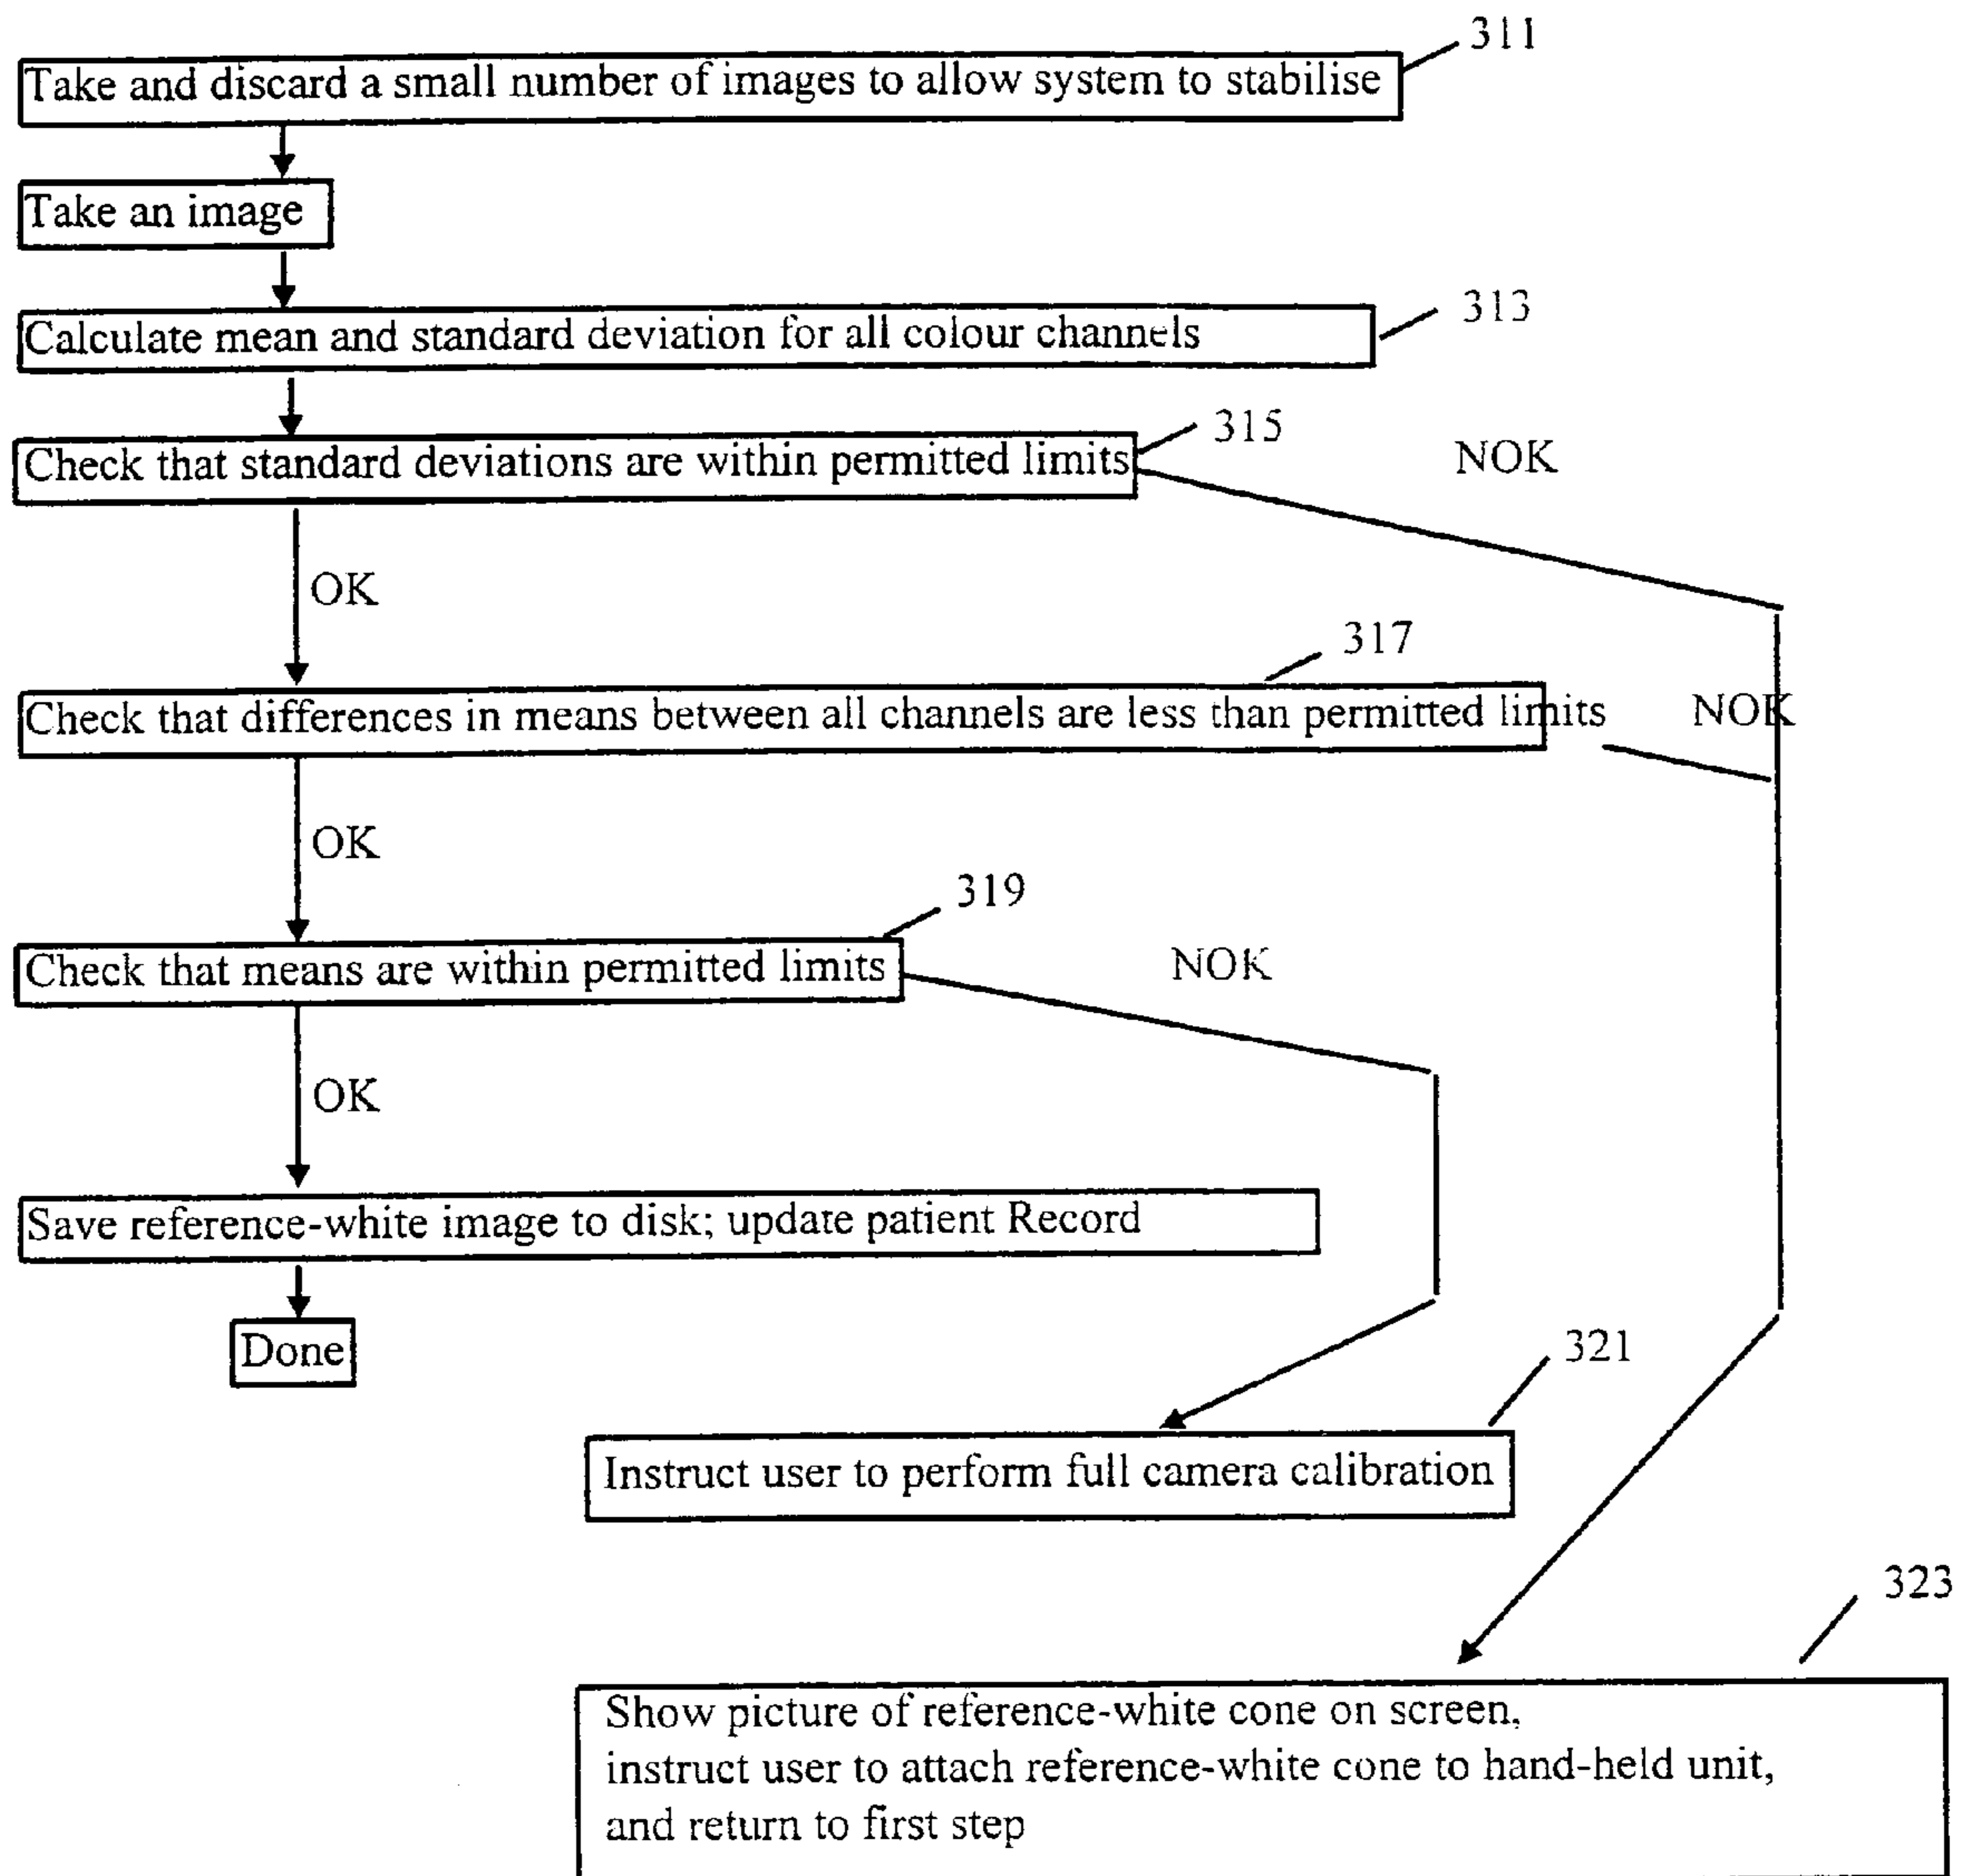 311
Take and discard a small number of images to allow system to stabilise
Take an image
313
Calculate mean and standard deviation for all colour channels
315
Check that standard deviations are within permitted limits
NOK
OK
317
Check that differences in means between all channels are less than permitted limits
NOK
OK
319
Check that means are within permitted limits
NOK
OK
Save reference-white image to disk; update patient Record
Done
321
Instruct user to perform full camera calibration
323
Show picture of reference-white cone on screen,
instruct user to attach reference-white cone to hand-held unit,
and return to first step